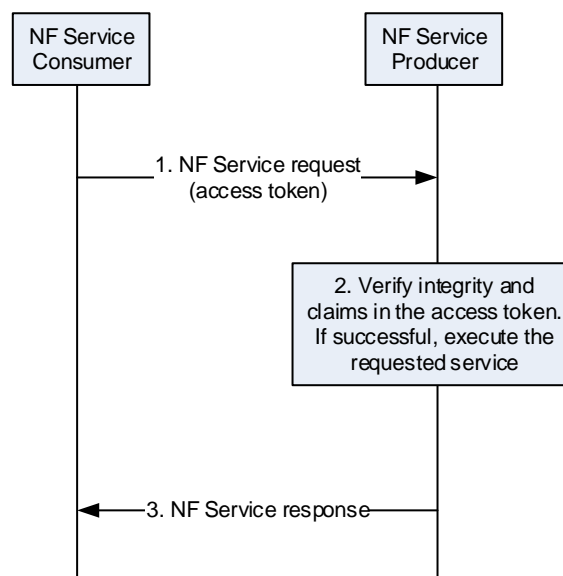 NF Service
Consumer
NF Service
Producer
1. NF Service request
(access token)
2. Verify integrity and
claims in the access token.
If successful, execute the
requested service
3. NF Service response